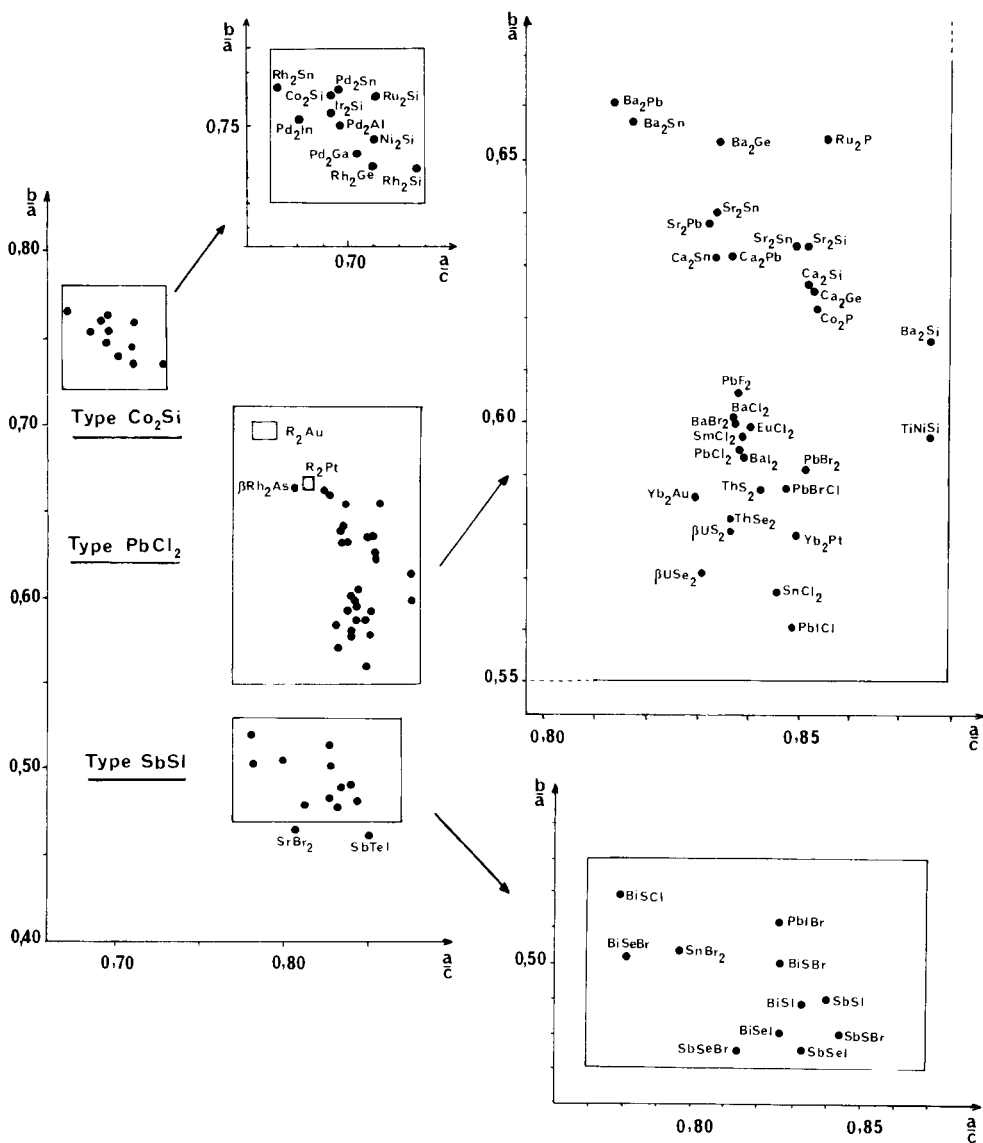 b/a
Rh₂Sn
Pd₂Sn
Co₂Si
Ru₂Si
Ir₂Si
0,75
Pd₂In
Pd₂Al
Ni₂Si
Pd₂Ga
Rh₂Ge
Rh₂Si
0,70
a/c
b/a
0,80
0,70
0,60
0,50
0,40
0,70
0,80
a/c
Type Co₂Si
R₂Au
R₂Pt
βRh₂As
Type PbCl₂
Type SbSI
SrBr₂
SbTeI
b/a
Ba₂Pb
Ba₂Sn
Ba₂Ge
Ru₂P
0,65
Sr₂Sn
Sr₂Pb
Sr₂Sn
Sr₂Si
Ca₂Sn
Ca₂Pb
Ca₂Si
Ca₂Ge
Co₂P
Ba₂Si
PbF₂
BaCl₂
0,60
BaBr₂
EuCl₂
SmCl₂
TiNiSi
PbCl₂
BaI₂
PbBr₂
Yb₂Au
ThS₂
PbBrCl
ThSe₂
βUS₂
Yb₂Pt
βUSe₂
SnCl₂
PbICl
0,55
0,80
0,85
a/c
b/a
BiSCl
PbIBr
BiSeBr
SnBr₂
0,50
BiSBr
BiSI
SbSI
BiSeI
SbSBr
SbSeBr
SbSeI
0,80
0,85
a/c